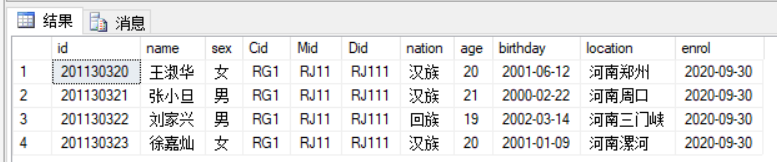 结果 消息
id name sex Cid Mid Did nation age birthday location enrol
1 201130320 王淑华 女 RG1 RJ11 RJ111 汉族 20 2001-06-12 河南郑州 2020-09-30
2 201130321 张小旦 男 RG1 RJ11 RJ111 汉族 21 2000-02-22 河南周口 2020-09-30
3 201130322 刘家兴 男 RG1 RJ11 RJ111 回族 19 2002-03-14 河南三门峡 2020-09-30
4 201130323 徐嘉灿 女 RG1 RJ11 RJ111 汉族 20 2001-01-09 河南漯河 2020-09-30